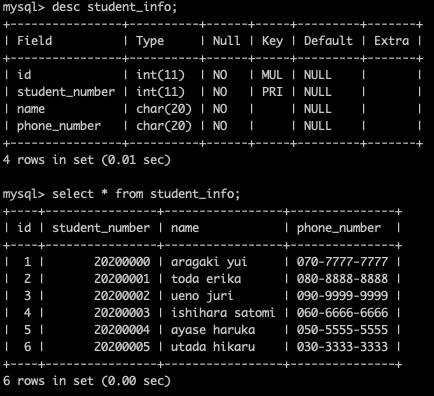 mysql> desc student_info;
+----------------+----------+------+-----+---------+-------+
| Field          | Type     | Null | Key | Default | Extra |
+----------------+----------+------+-----+---------+-------+
| id             | int(11)  | NO   | MUL | NULL    |       |
| student_number | int(11)  | NO   | PRI | NULL    |       |
| name           | char(20) | NO   |     | NULL    |       |
| phone_number   | char(20) | NO   |     | NULL    |       |
+----------------+----------+------+-----+---------+-------+
4 rows in set (0.01 sec)

mysql> select * from student_info;
+----+----------------+-----------------+---------------+
| id | student_number | name            | phone_number  |
+----+----------------+-----------------+---------------+
|  1 |       20200000 | aragaki yui     | 070-7777-7777 |
|  2 |       20200001 | toda erika      | 080-8888-8888 |
|  3 |       20200002 | ueno juri       | 090-9999-9999 |
|  4 |       20200003 | ishihara satomi | 060-6666-6666 |
|  5 |       20200004 | ayase haruka    | 050-5555-5555 |
|  6 |       20200005 | utada hikaru    | 030-3333-3333 |
+----+----------------+-----------------+---------------+
6 rows in set (0.00 sec)